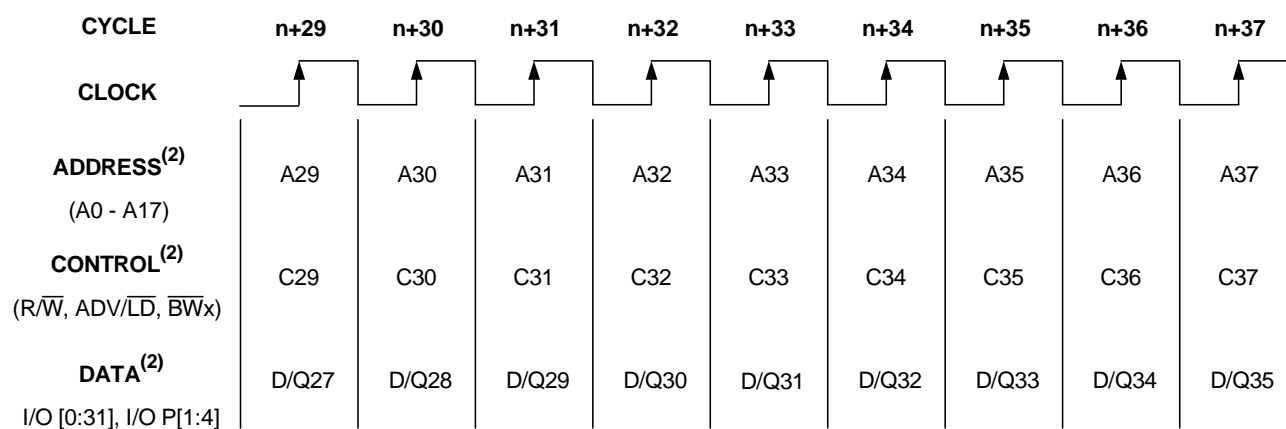 CYCLE n+29 n+30 n+31 n+32 n+33 n+34 n+35 n+36 n+37
CLOCK
ADDRESS(2) A29 A30 A31 A32 A33 A34 A35 A36 A37
(A0 - A17)
CONTROL(2) C29 C30 C31 C32 C33 C34 C35 C36 C37
(R/W̅, ADV/L̅D̅, B̅W̅x)
DATA(2) D/Q27 D/Q28 D/Q29 D/Q30 D/Q31 D/Q32 D/Q33 D/Q34 D/Q35
I/O [0:31], I/O P[1:4]